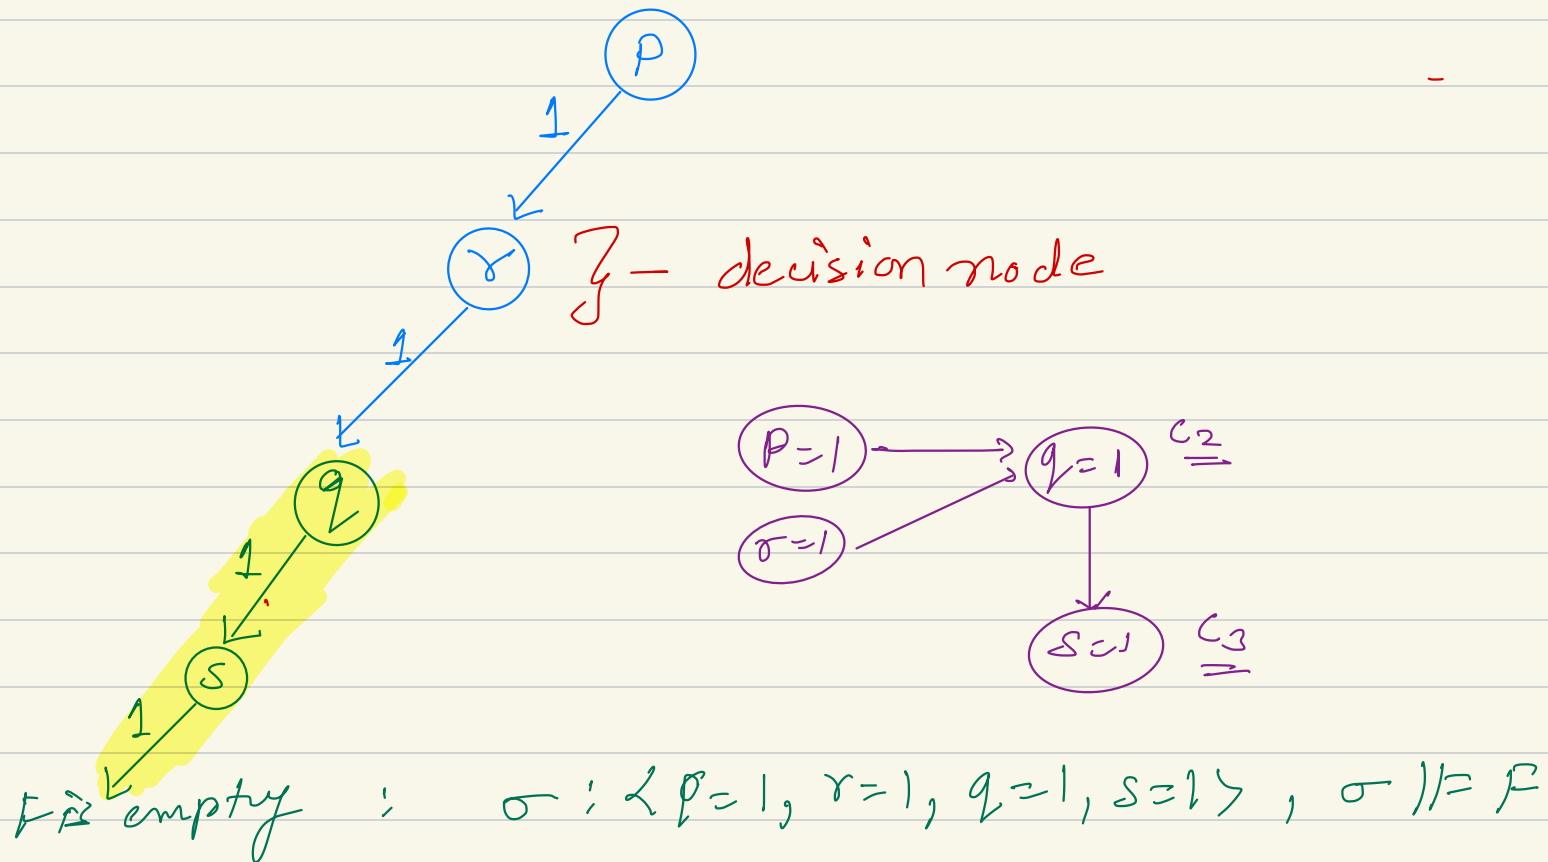 p
1
r } - decision node
1
p=1 q=1 C2
q
r=1
1
s=1 C3
s
1
F is empty : σ : <p=1, r=1, q=1, s=1>, σ ⊨ F